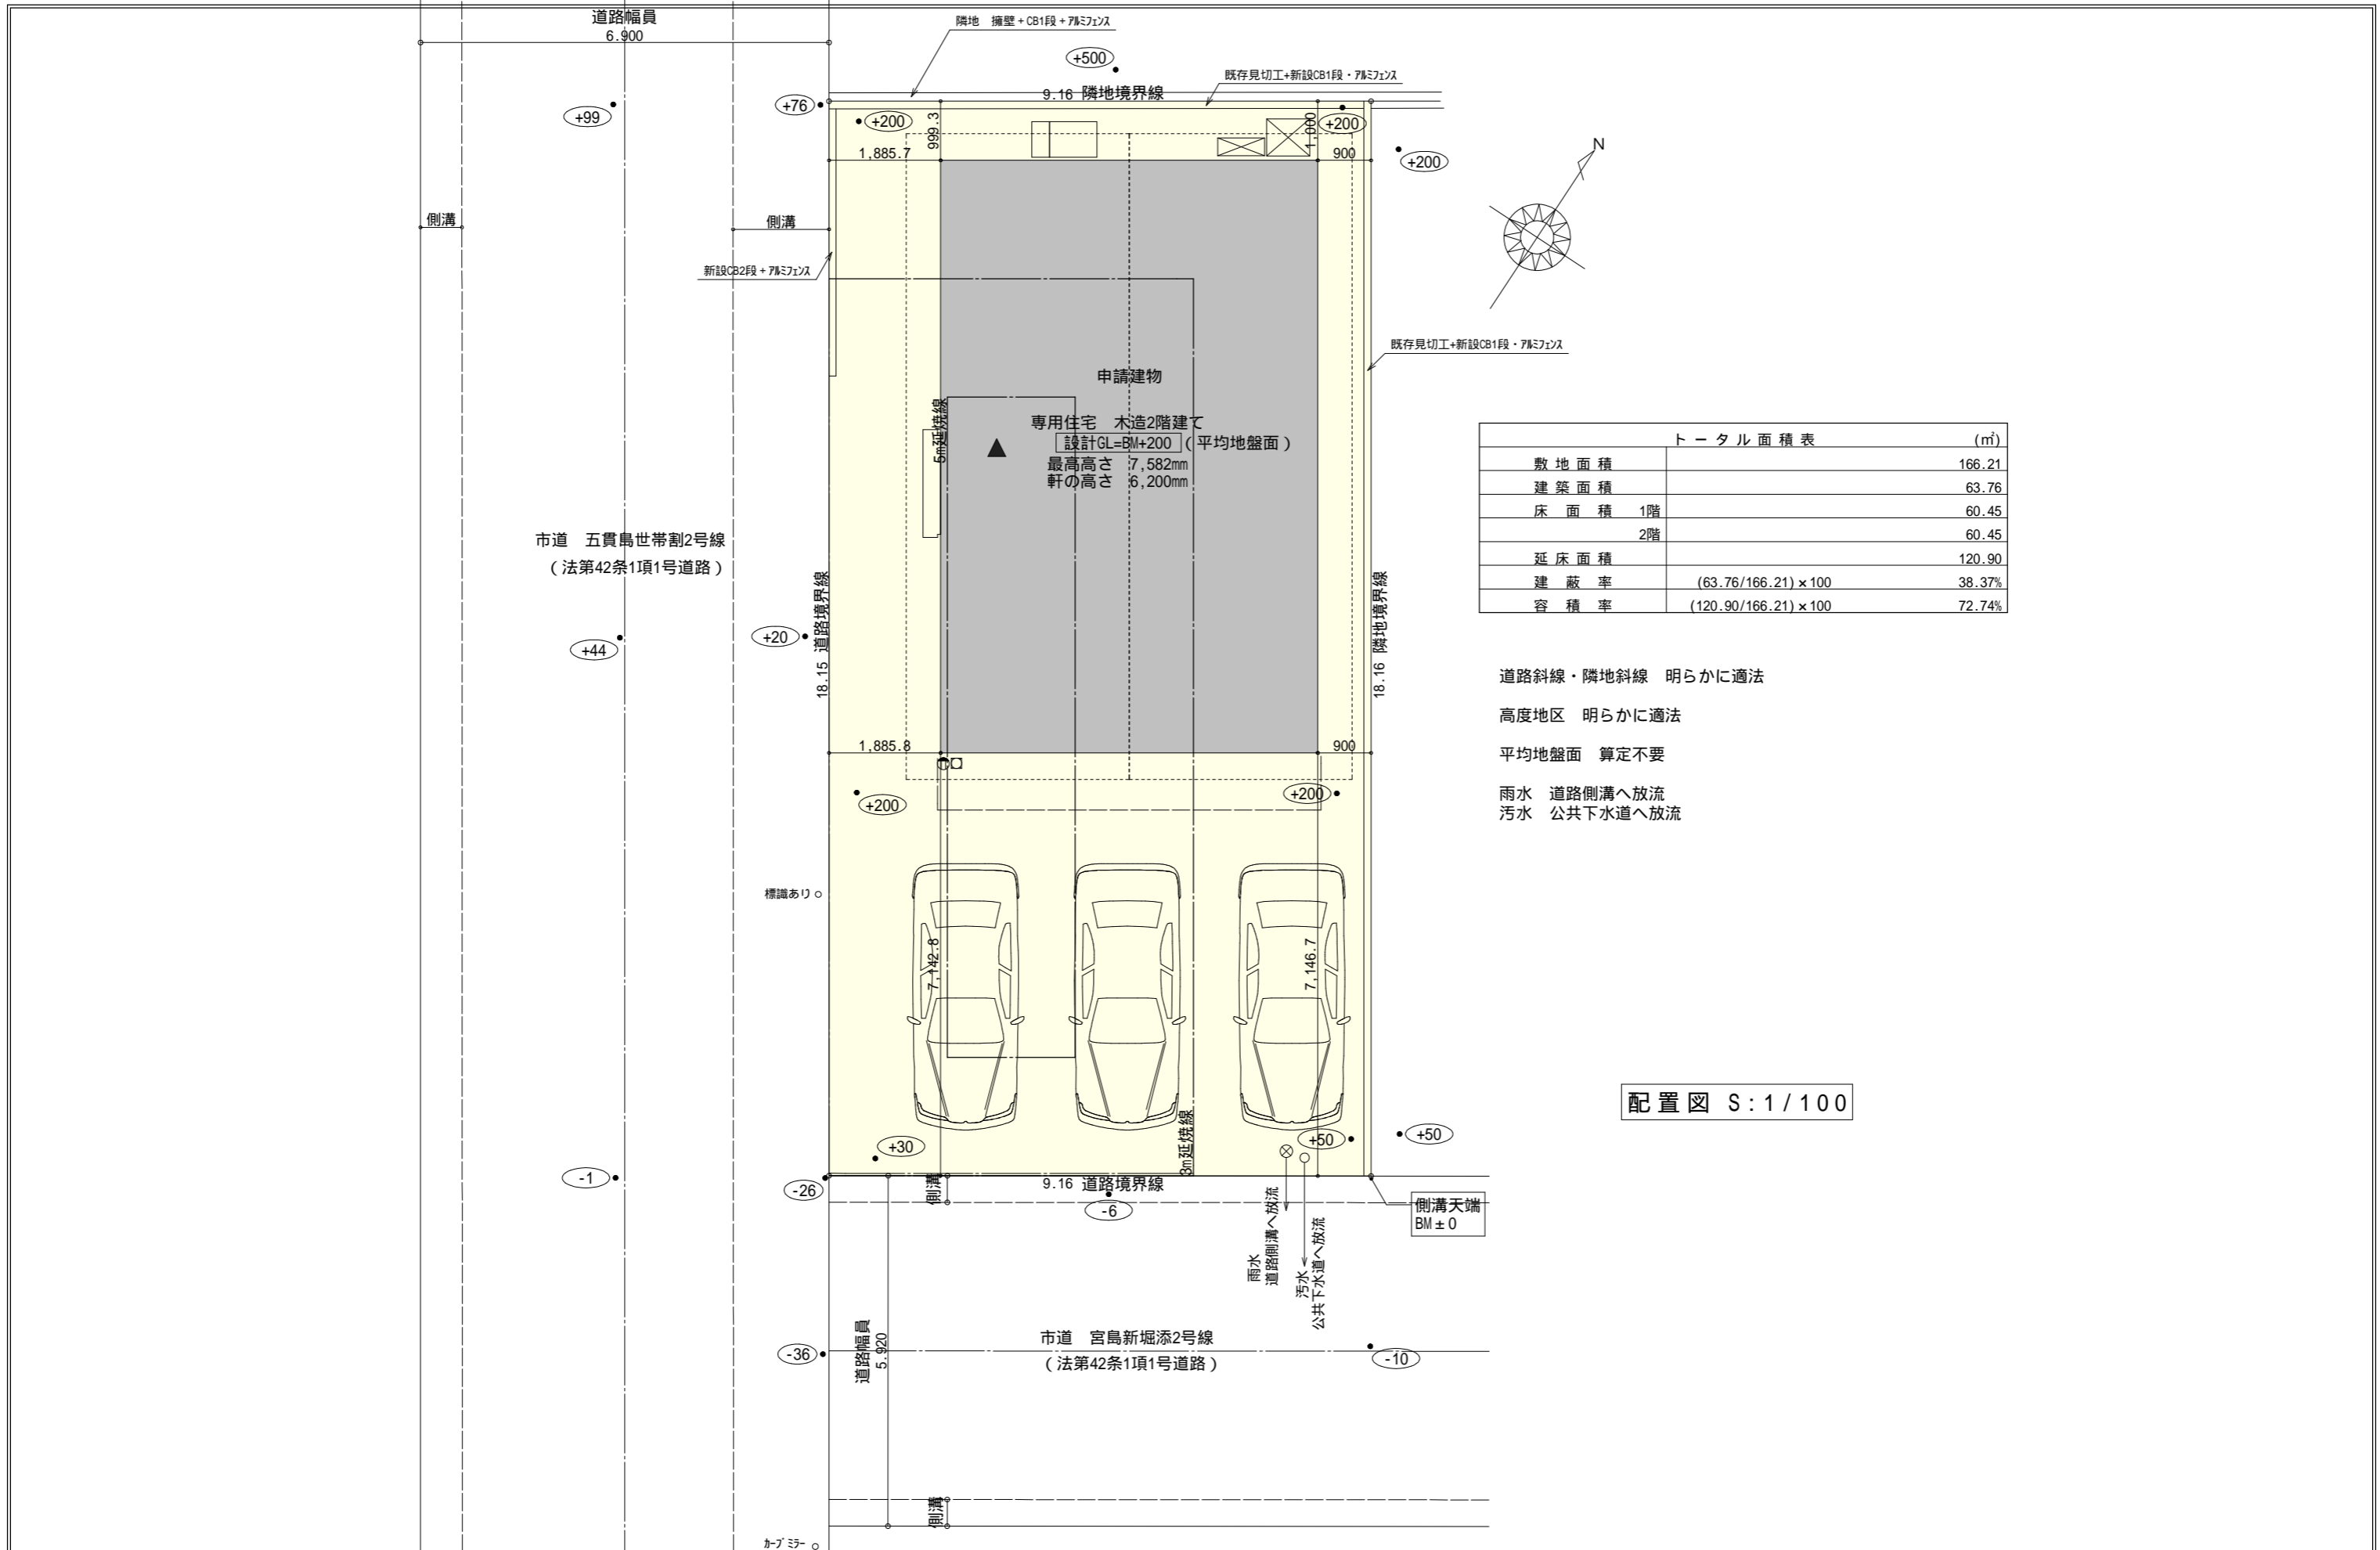 道路幅員
6.900
隣地　擁壁+CB1段+ｱﾙﾐﾌｪﾝｽ
+500
既存見切工+新設CB1段・ｱﾙﾐﾌｪﾝｽ
9.16 隣地境界線
+99
+76
+200
999.3
1,000
+200
+200
1,885.7
900
N
側溝
側溝
新設CB2段+ｱﾙﾐﾌｪﾝｽ
既存見切工+新設CB1段・ｱﾙﾐﾌｪﾝｽ
申請建物
専用住宅　木造2階建て
設計GL=BM+200 (平均地盤面)
最高高さ　7,582mm
軒の高さ　6,200mm
5m延焼線
トータル面積表 (㎡)
敷地面積 166.21
建築面積 63.76
床面積 1階 60.45
2階 60.45
延床面積 120.90
建蔽率 (63.76/166.21)×100 38.37%
容積率 (120.90/166.21)×100 72.74%
市道　五貫島世帯割2号線
(法第42条1項1号道路)
18.15 道路境界線
18.16 隣地境界線
+44
+20
道路斜線・隣地斜線　明らかに適法
高度地区　明らかに適法
平均地盤面　算定不要
雨水　道路側溝へ放流
汚水　公共下水道へ放流
1,885.8
900
+200
+200
標識あり
7,142.8
7,146.7
配置図 S:1/100
3m延焼線
+30
+50
+50
-1
-26
側溝
9.16 道路境界線
-6
側溝天端
BM±0
雨水
道路側溝へ放流
汚水
公共下水道へ放流
市道　宮島新堀添2号線
(法第42条1項1号道路)
道路幅員
5.920
-36
-10
側溝
ｶｰﾌﾞﾐﾗｰ